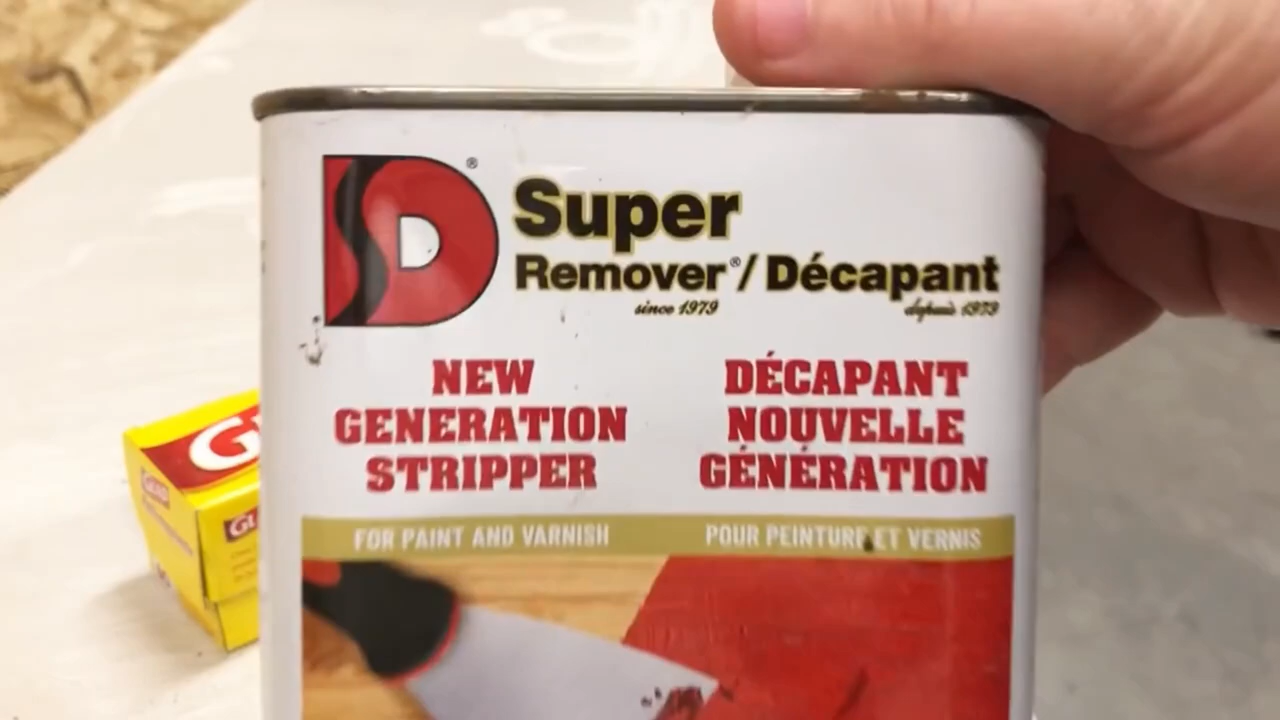 D®
Super
Remover®/Décapant
since 1979 depuis 1979
NEW
GENERATION
STRIPPER
DÉCAPANT
NOUVELLE
GÉNÉRATION
FOR PAINT AND VARNISH
POUR PEINTURE ET VERNIS
GLAD